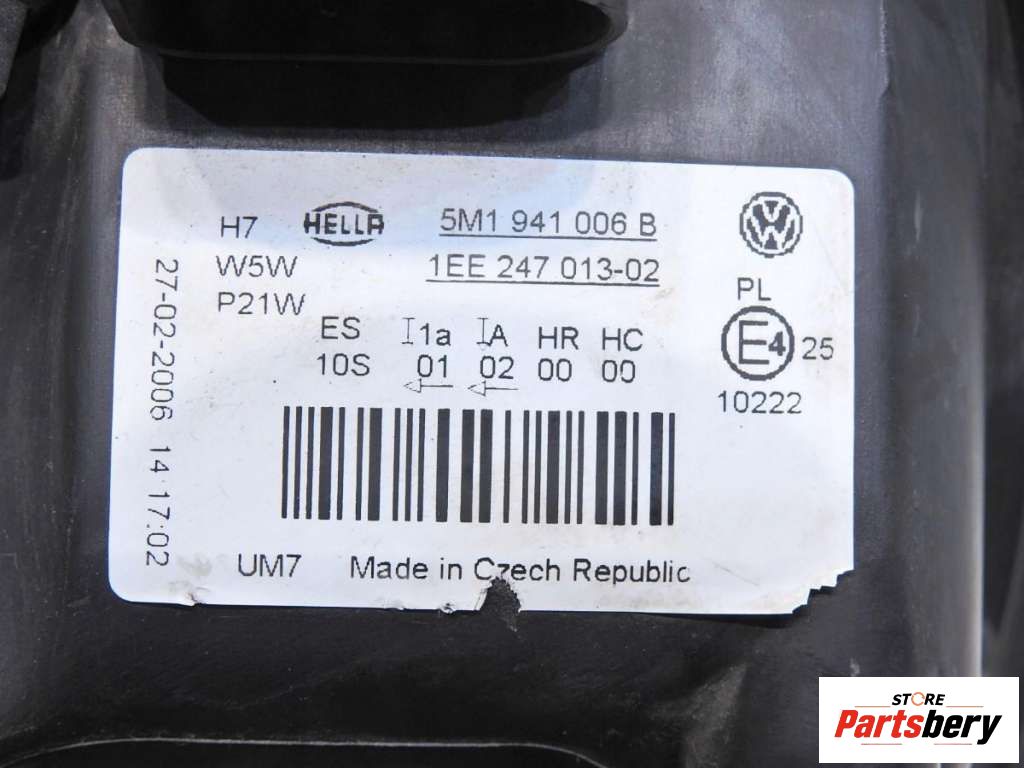 HELLA
5M1 941 006 B
1EE 247 013-02
H7
W5W
P21W
VW
PL
E4 25
10222
ES I1a IA HR HC
10S 01 02 00 00
27-02-2006 14 17:02
UM7 Made in Czech Republic
STORE
Partsbery